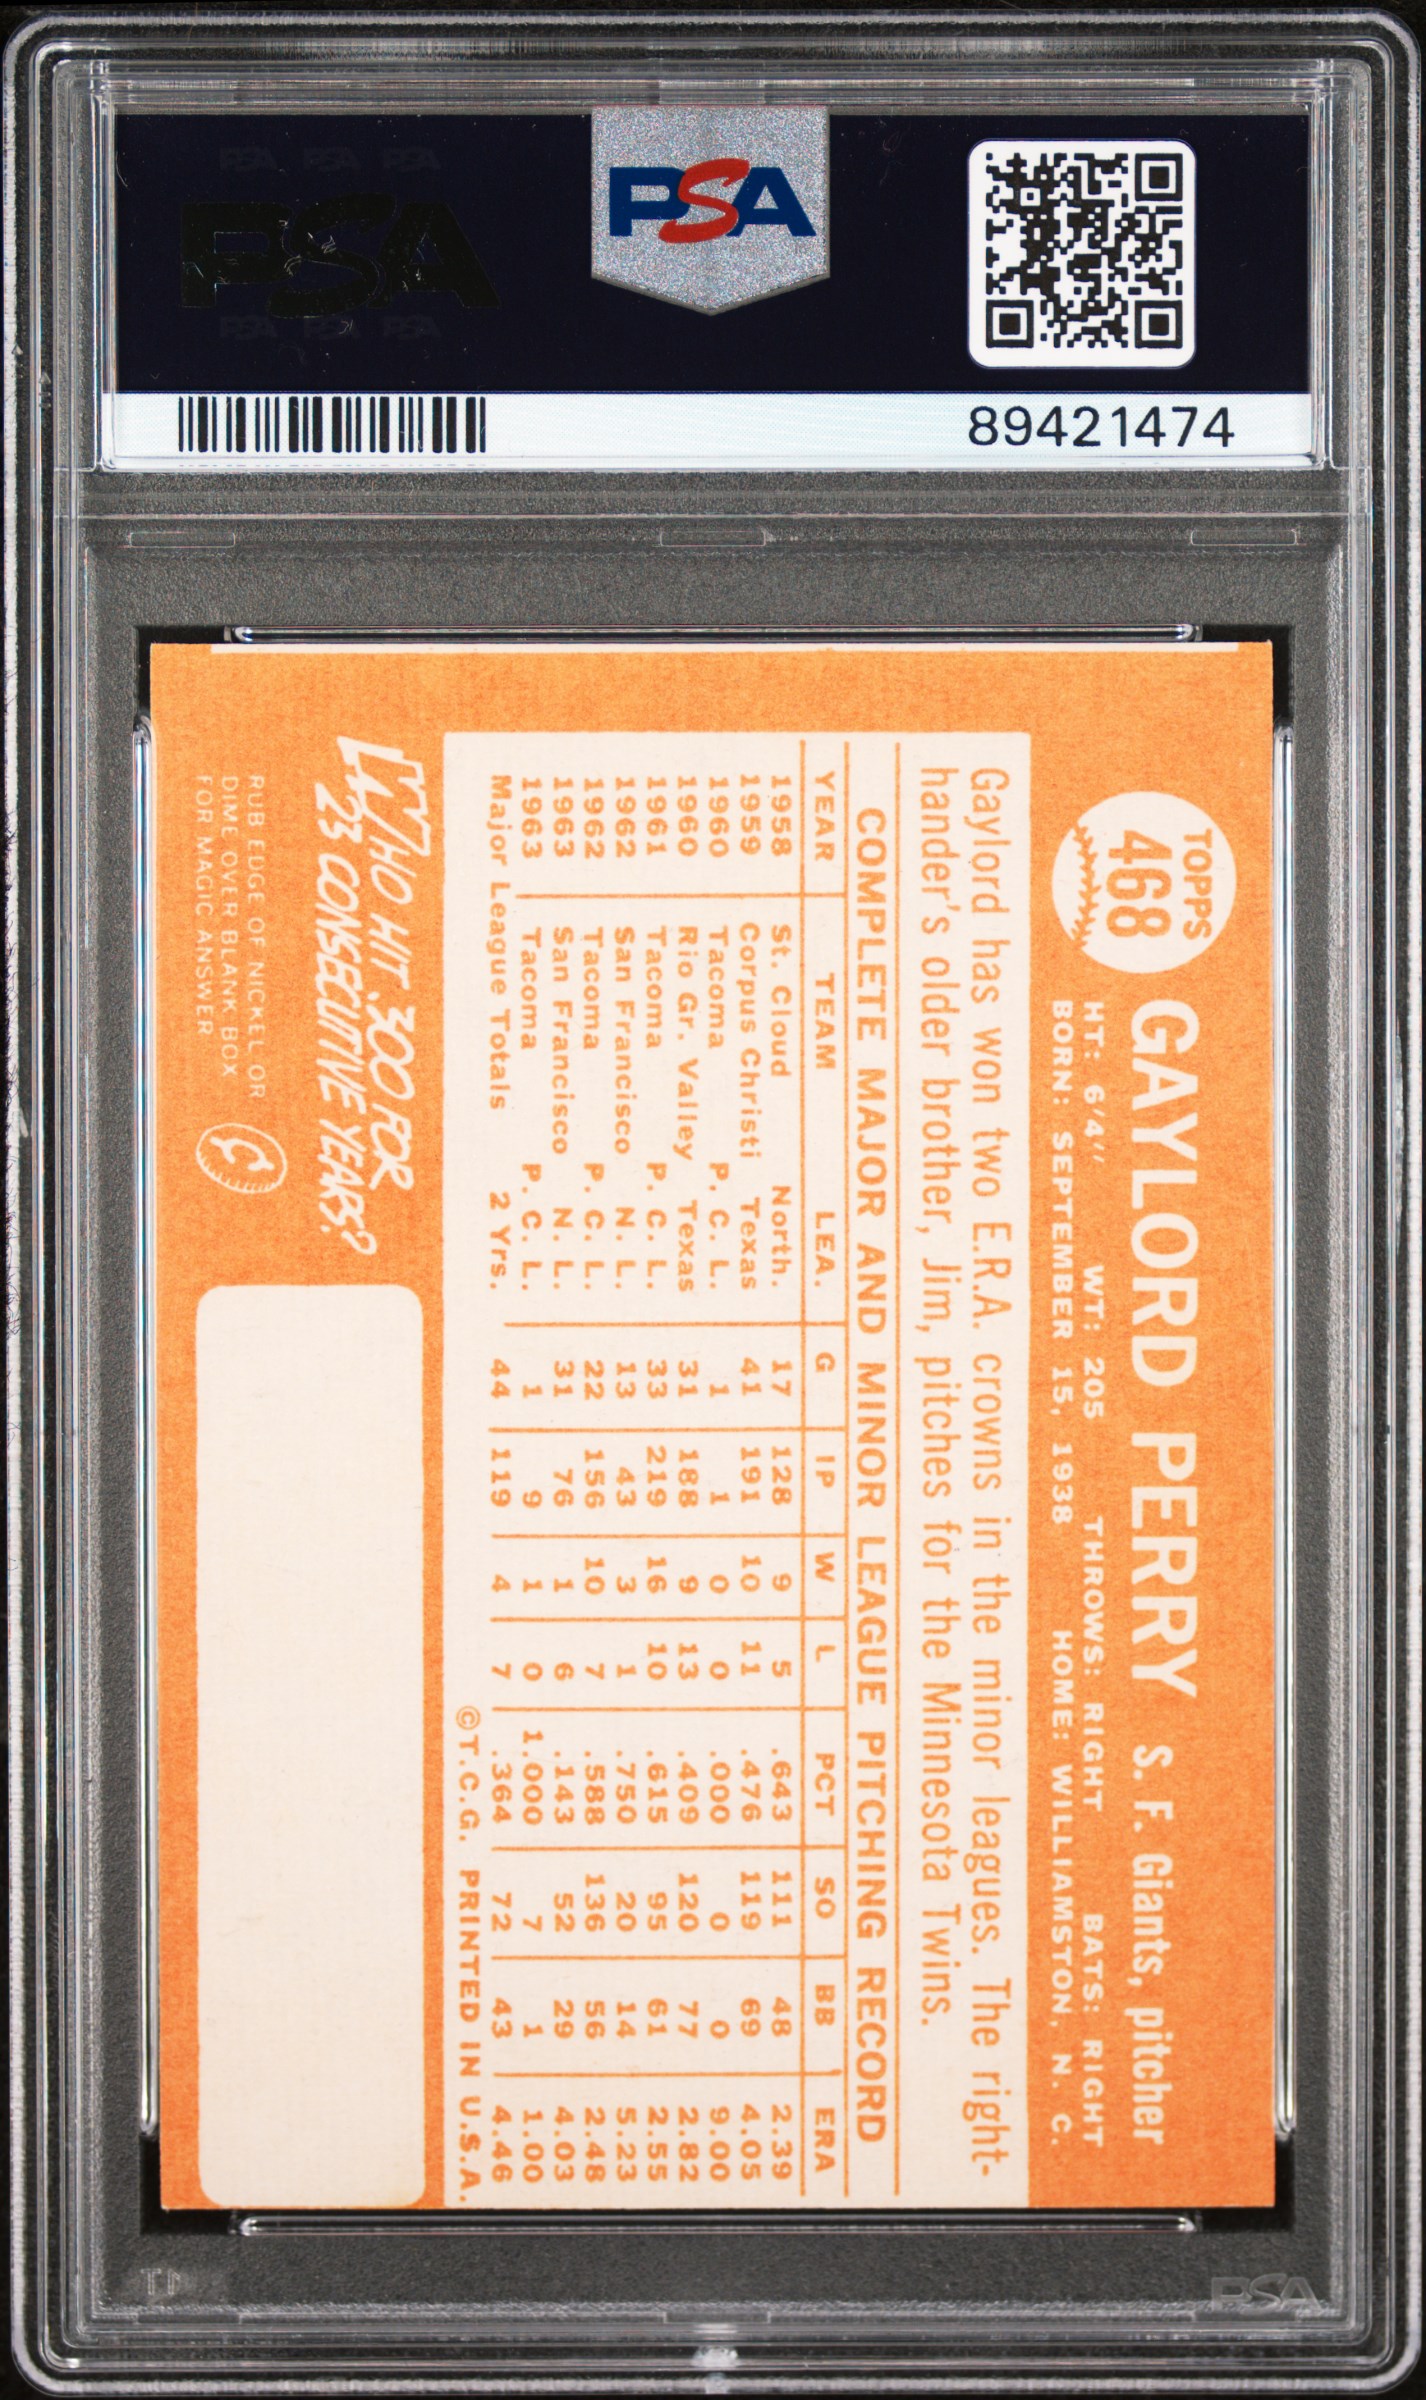 PSA PSA PSA
PSA
PSA PSA PSA
PSA
89421474
TOPPS
468
GAYLORD PERRY S. F. Giants, pitcher
HT: 6'4" WT: 205 THROWS: RIGHT BATS: RIGHT
BORN: SEPTEMBER 15, 1938 HOME: WILLIAMSTON, N. C.
Gaylord has won two E.R.A. crowns in the minor leagues. The right-
hander's older brother, Jim, pitches for the Minnesota Twins.
COMPLETE MAJOR AND MINOR LEAGUE PITCHING RECORD
YEAR TEAM LEA. G IP W L PCT SO BB ERA
1958 St. Cloud North. 17 128 9 5 .643 111 48 2.39
1959 Corpus Christi Texas 41 191 10 11 .476 119 69 4.05
1960 Tacoma P. C. L. 1 1 0 0 .000 0 0 9.00
1960 Rio Gr. Valley Texas 31 188 9 13 .409 120 77 2.82
1961 Tacoma P. C. L. 33 219 16 10 .615 95 61 2.55
1962 San Francisco N. L. 13 43 3 1 .750 20 14 5.23
1962 Tacoma P. C. L. 22 156 10 7 .588 136 56 2.48
1963 San Francisco N. L. 31 76 1 6 .143 52 29 4.03
1963 Tacoma P. C. L. 1 9 1 0 1.000 7 1 1.00
Major League Totals 2 Yrs. 44 119 4 7 .364 72 43 4.46
©T.C.G. PRINTED IN U.S.A.
WHO HIT .300 FOR
23 CONSECUTIVE YEARS?
RUB EDGE OF NICKEL OR
DIME OVER BLANK BOX
FOR MAGIC ANSWER
C
PSA